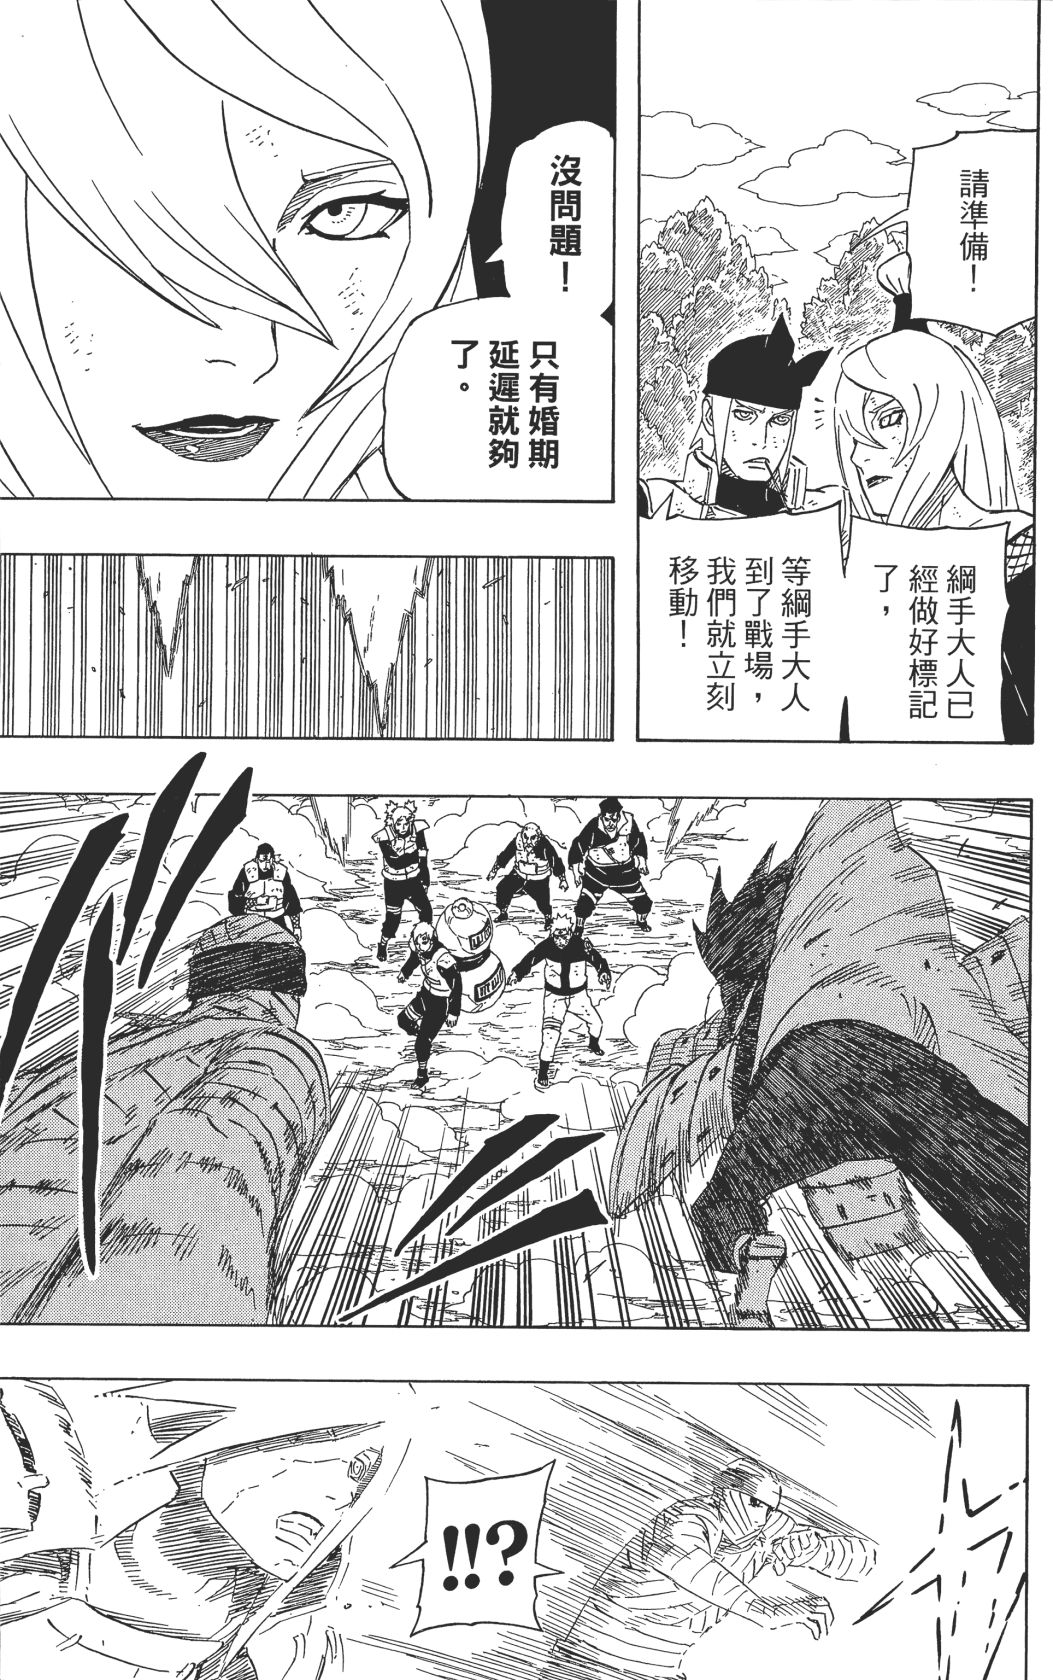 請準備！
綱手大人已
經做好標記
了，
等綱手大人
到了戰場，
我們就立刻
移動！
沒問題！
只有婚期
延遲就夠
了。
!!?